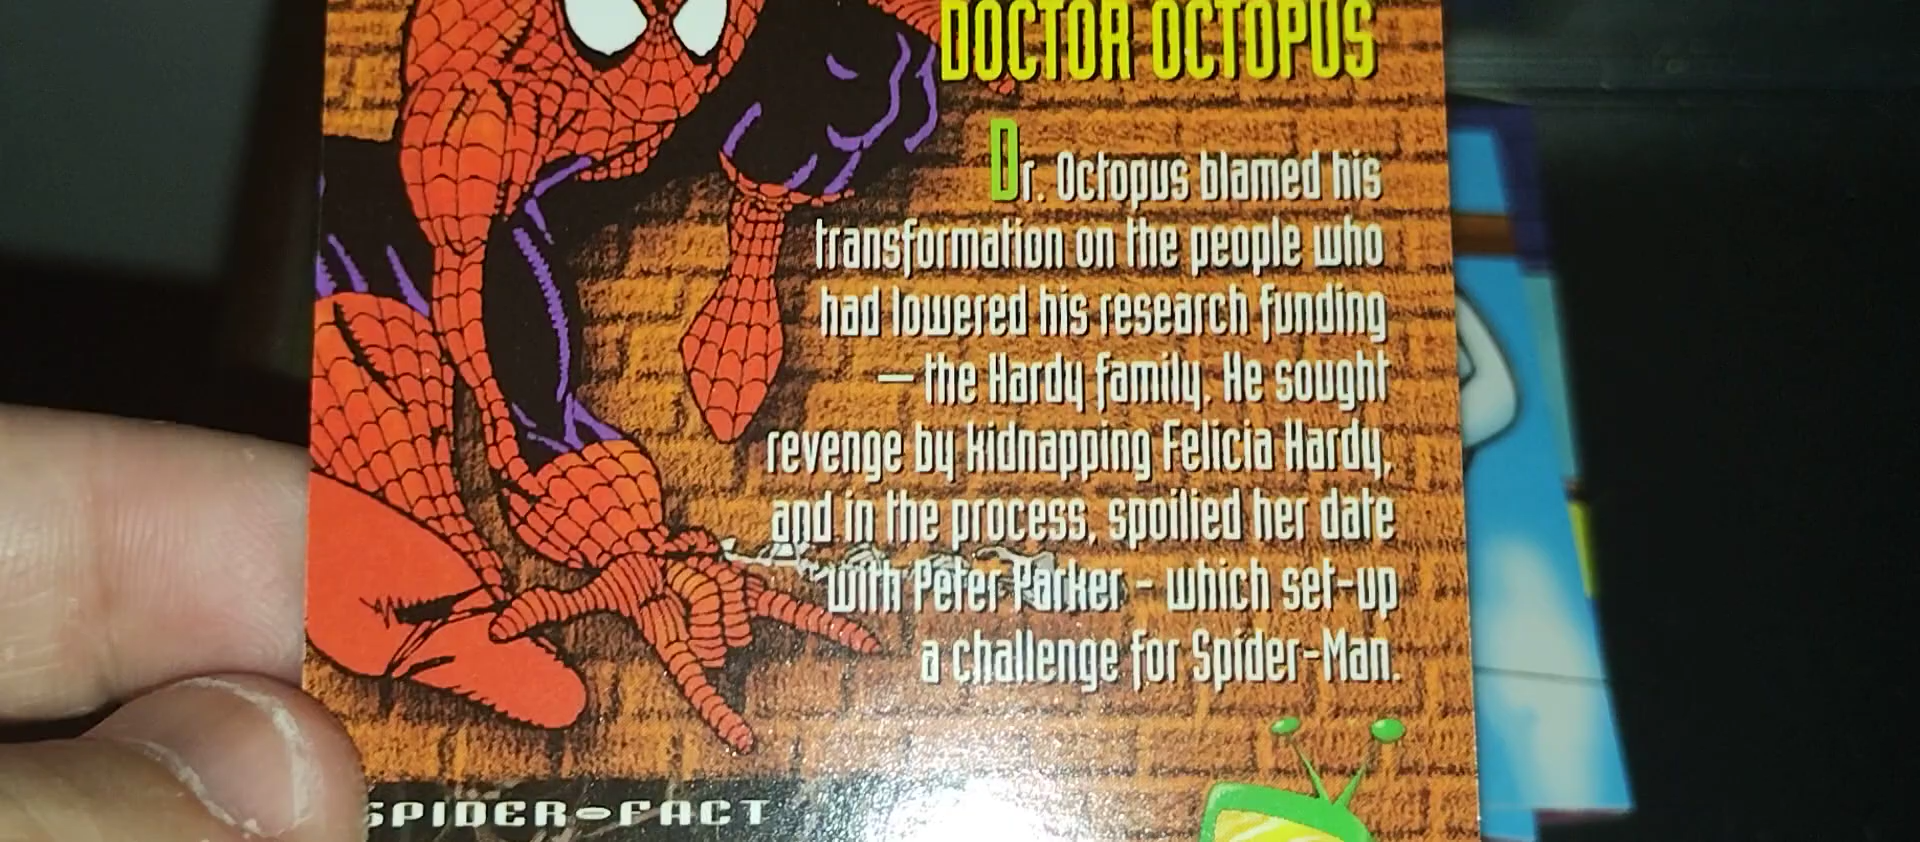 DOCTOR OCTOPUS
Dr. Octopus blamed his
transformation on the people who
had lowered his research funding
— the Hardy family. He sought
revenge by kidnapping Felicia Hardy,
and in the process, spoilied her date
with Peter Parker - which set-up
a challenge for Spider-Man.
SPIDER-FACT